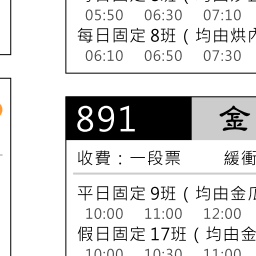 05:50 06:30 07:10
每日固定 8班 ( 均由烘內
06:10 06:50 07:30
891 金
收費：一段票 緩衝
平日固定 9班 ( 均由金瓜
10:00 11:00 12:00
假日固定 17班 ( 均由金
10:00 10:30 11:00